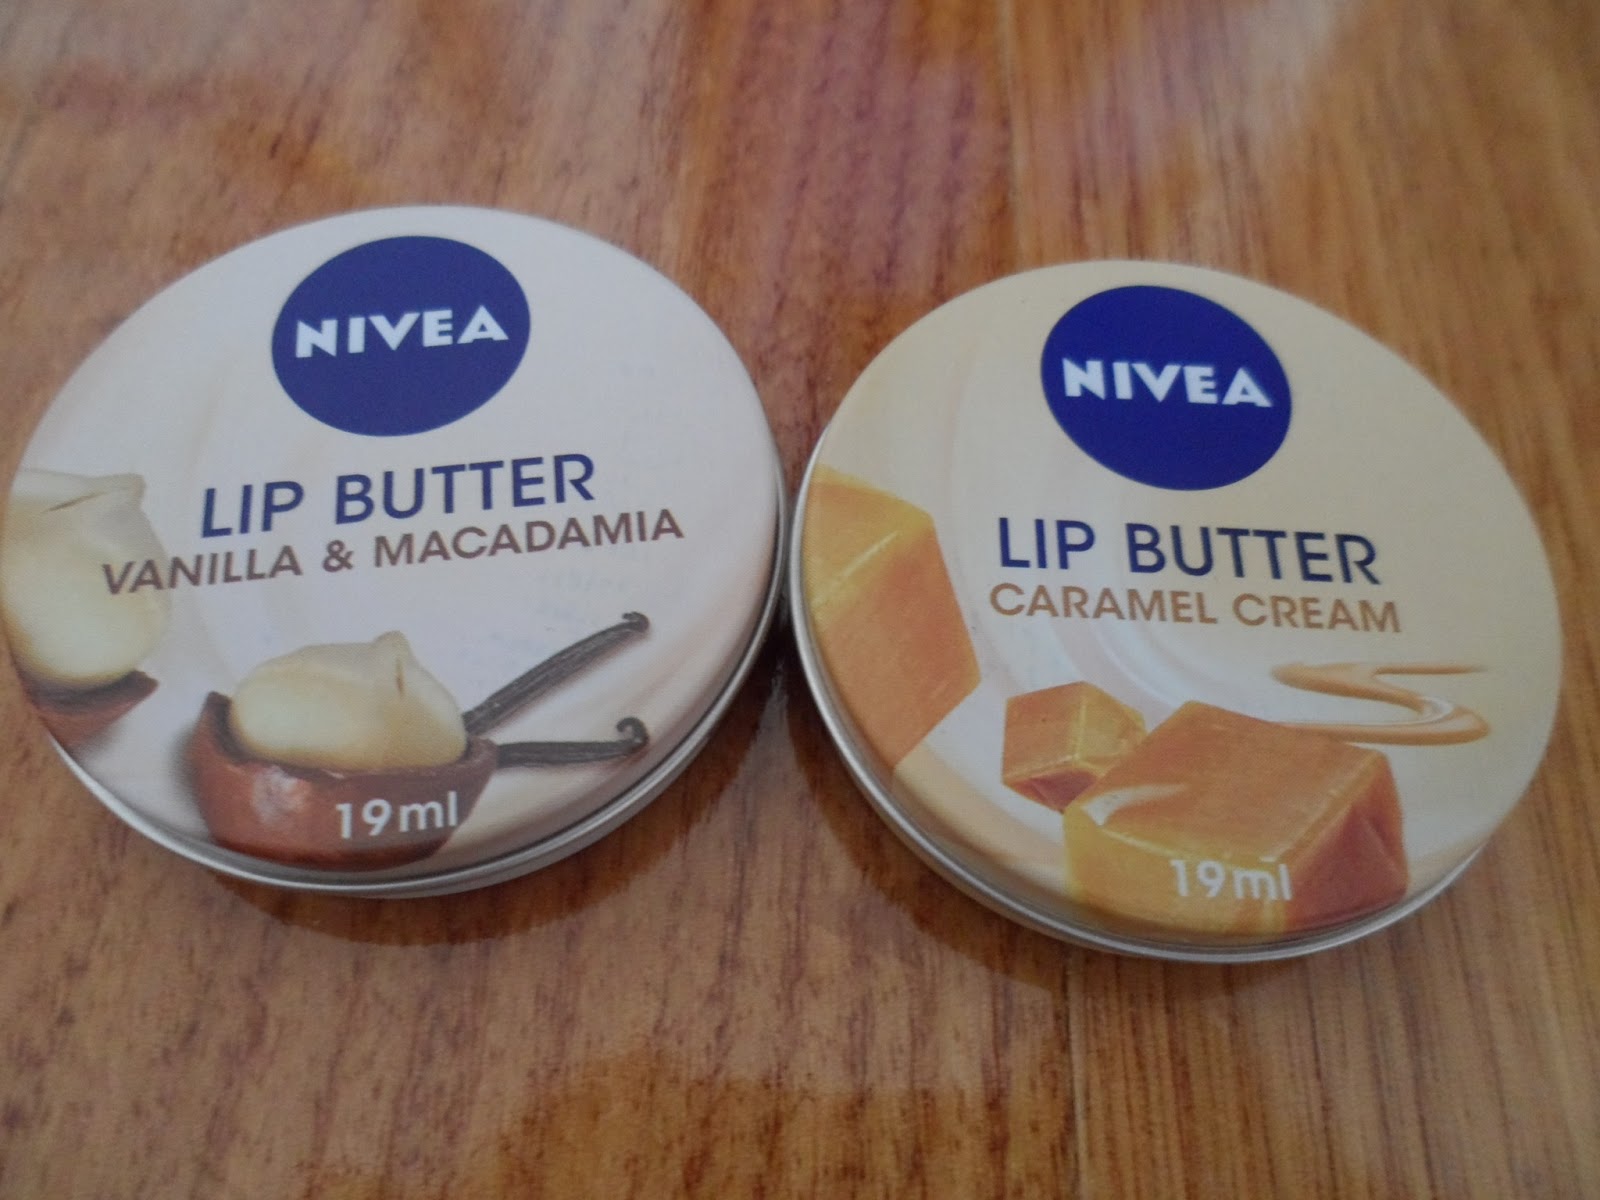 NIVEA
LIP BUTTER
VANILLA & MACADAMIA
19ml
NIVEA
LIP BUTTER
CARAMEL CREAM
19ml